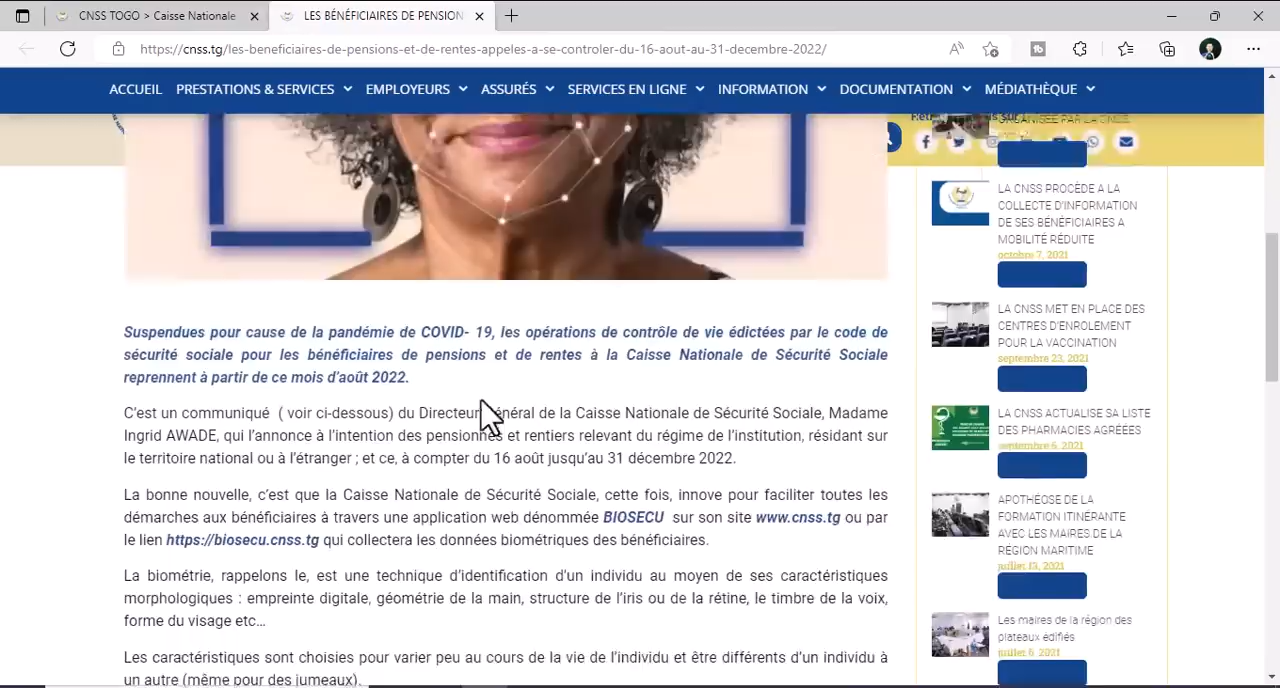 CNSS TOGO > Caisse Nationale
LES BÉNÉFICIAIRES DE PENSION
https://cnss.tg/les-beneficiaires-de-pensions-et-de-rentes-appeles-a-se-controler-du-16-aout-au-31-decembre-2022/
ACCUEIL PRESTATIONS & SERVICES EMPLOYEURS ASSURÉS SERVICES EN LIGNE INFORMATION DOCUMENTATION MÉDIATHÈQUE
Suspendues pour cause de la pandémie de COVID- 19, les opérations de contrôle de vie édictées par le code de
sécurité sociale pour les bénéficiaires de pensions et de rentes à la Caisse Nationale de Sécurité Sociale
reprennent à partir de ce mois d’août 2022.
C’est un communiqué ( voir ci-dessous) du Directeur Général de la Caisse Nationale de Sécurité Sociale, Madame
Ingrid AWADE, qui l’annonce à l’intention des pensionnés et rentiers relevant du régime de l’institution, résidant sur
le territoire national ou à l’étranger ; et ce, à compter du 16 août jusqu’au 31 décembre 2022.
La bonne nouvelle, c’est que la Caisse Nationale de Sécurité Sociale, cette fois, innove pour faciliter toutes les
démarches aux bénéficiaires à travers une application web dénommée BIOSECU sur son site www.cnss.tg ou par
le lien https://biosecu.cnss.tg qui collectera les données biométriques des bénéficiaires.
La biométrie, rappelons le, est une technique d’identification d’un individu au moyen de ses caractéristiques
morphologiques : empreinte digitale, géométrie de la main, structure de l’iris ou de la rétine, le timbre de la voix,
forme du visage etc…
Les caractéristiques sont choisies pour varier peu au cours de la vie de l’individu et être différents d’un individu à
un autre (même pour des jumeaux).
ORGANISÉE PAR LA CNSS
LA CNSS PROCÈDE A LA
COLLECTE D’INFORMATION
DE SES BÉNÉFICIAIRES A
MOBILITÉ RÉDUITE
octobre 7, 2021
LA CNSS MET EN PLACE DES
CENTRES D’ENROLEMENT
POUR LA VACCINATION
septembre 23, 2021
LA CNSS ACTUALISE SA LISTE
DES PHARMACIES AGRÉÉES
septembre 6, 2021
APOTHÉOSE DE LA
FORMATION ITINÉRANTE
AVEC LES MAIRES DE LA
RÉGION MARITIME
juillet 15, 2021
Les maires de la région des
plateaux édifiés
juillet 6, 2021